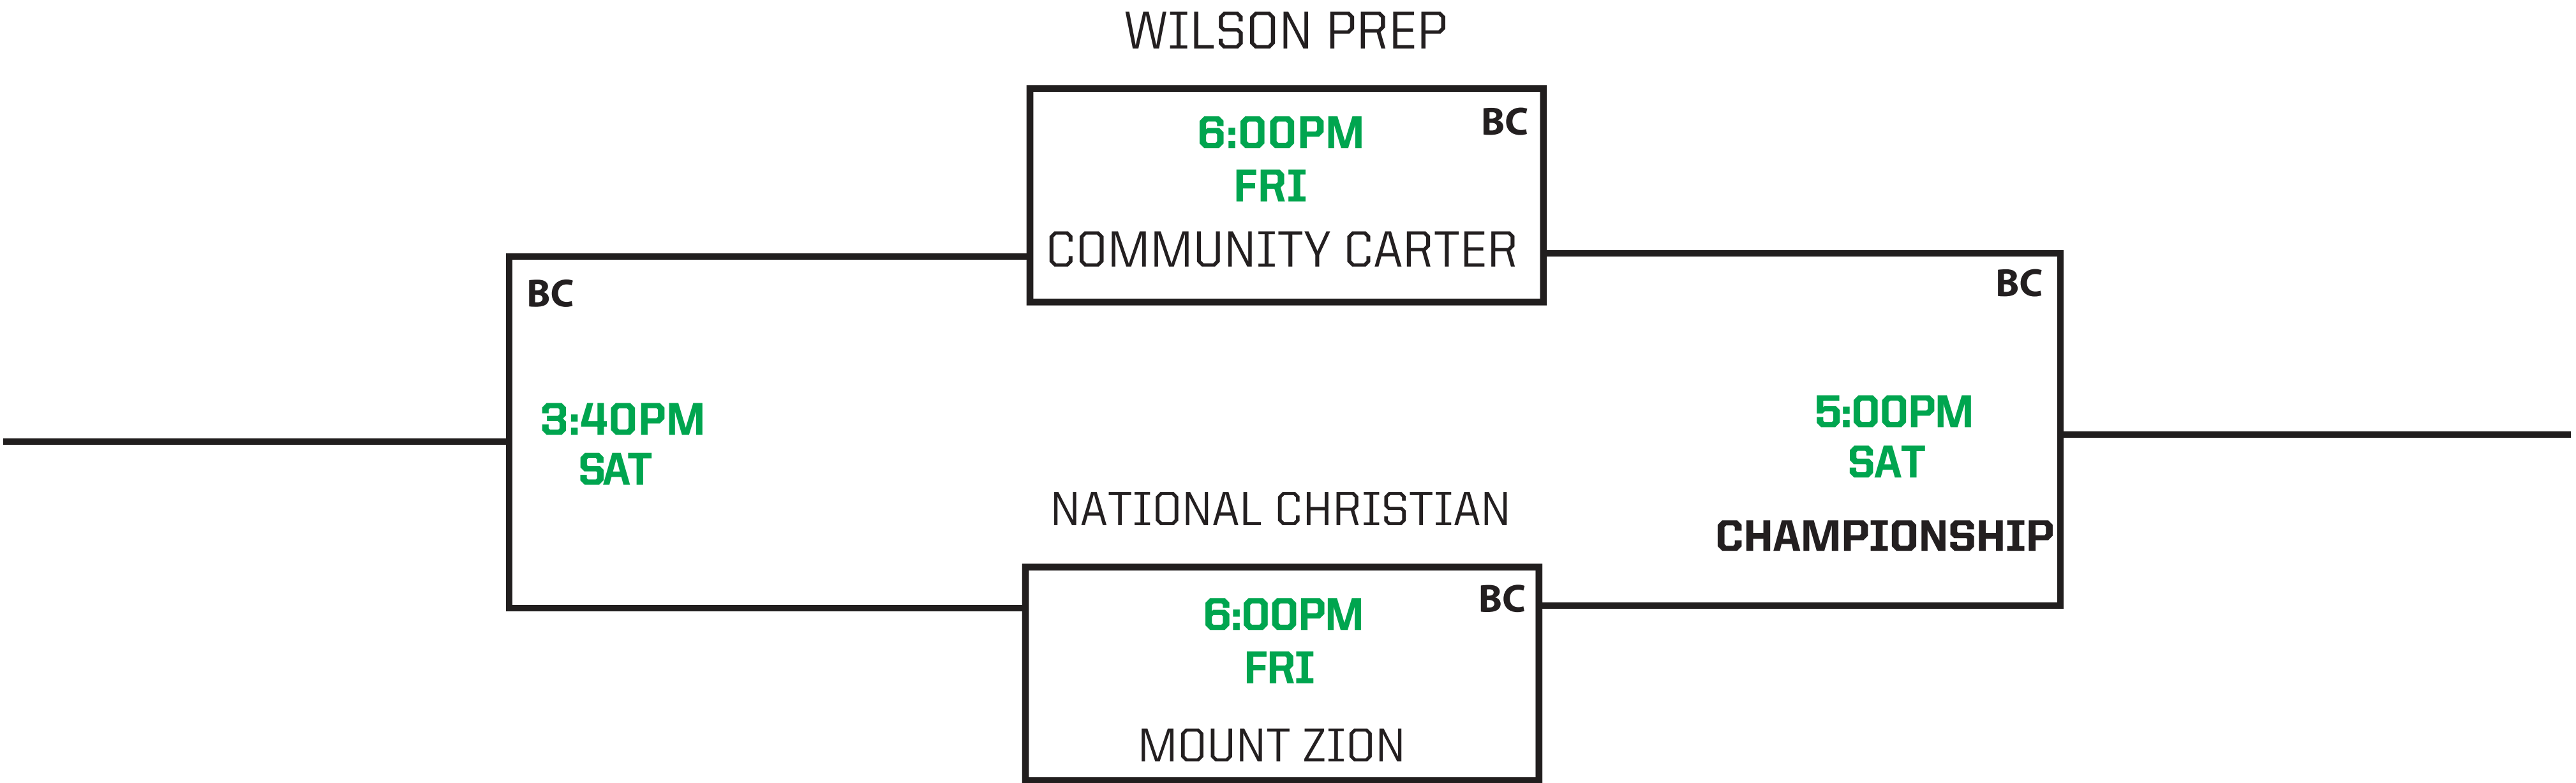 WILSON PREP
BC
6:00PM
FRI
COMMUNITY CARTER
BC
3:40PM
SAT
BC
5:00PM
SAT
CHAMPIONSHIP
NATIONAL CHRISTIAN
BC
6:00PM
FRI
MOUNT ZION